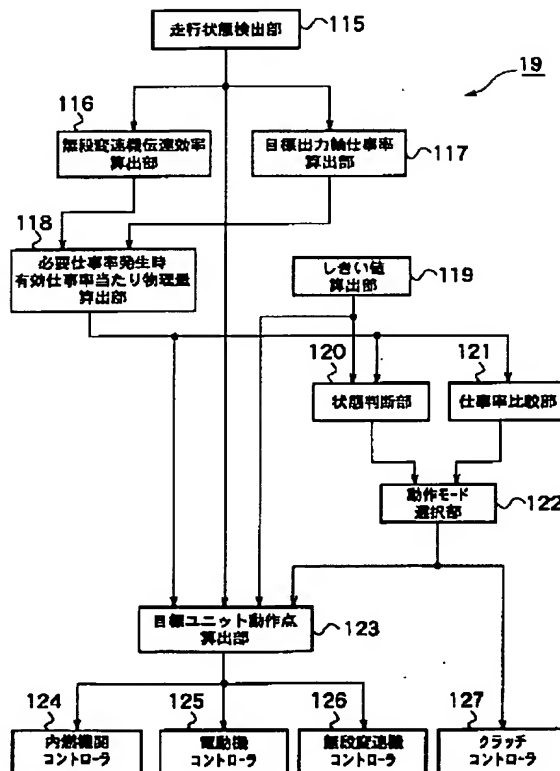 走行状態検出部
115
19
116
無段変速機伝達効率
算出部
目標出力軸仕事率
算出部
117
118
必要仕事率発生時
有効仕事率当たり物理量
算出部
しきい値
算出部
119
120
状態判断部
121
仕事率比較部
動作モード
選択部
122
目標ユニット動作点
算出部
123
124
内燃機関
コントローラ
125
電動機
コントローラ
126
無段変速機
コントローラ
127
クラッチ
コントローラ